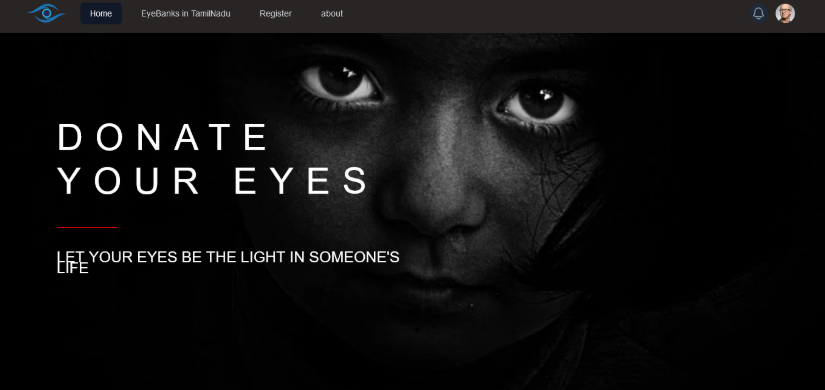 Home
EyeBanks in TamilNadu
Register
about
DONATE
YOUR EYES
LET YOUR EYES BE THE LIGHT IN SOMEONE'S
LIFE